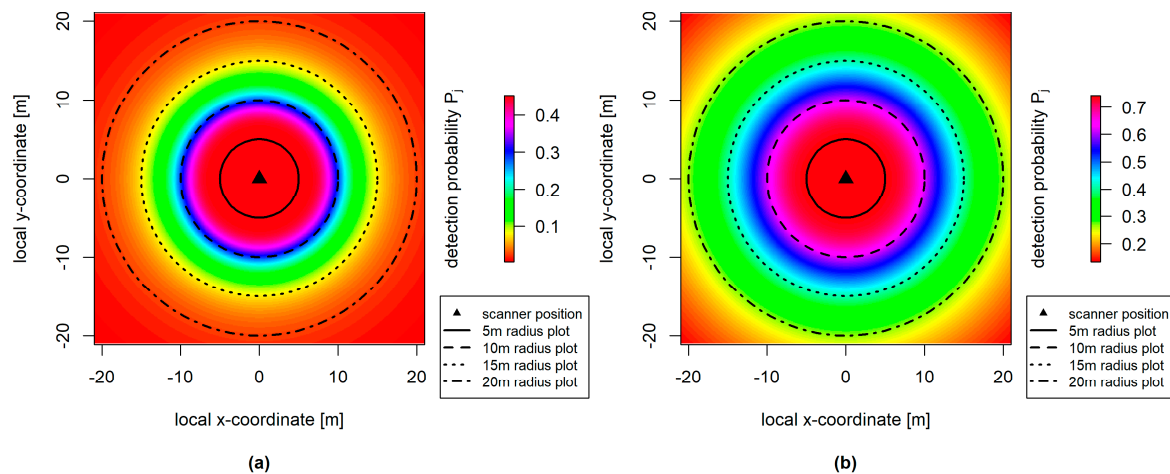 20
10
0
-10
-20
local y-coordinate [m]
-20 -10 0 10 20
local x-coordinate [m]
detection probability Pj
0.4
0.3
0.2
0.1
scanner position
5m radius plot
10m radius plot
15m radius plot
20m radius plot
(a)
20
10
0
-10
-20
local y-coordinate [m]
-20 -10 0 10 20
local x-coordinate [m]
detection probability Pj
0.7
0.6
0.5
0.4
0.3
0.2
scanner position
5m radius plot
10m radius plot
15m radius plot
20m radius plot
(b)